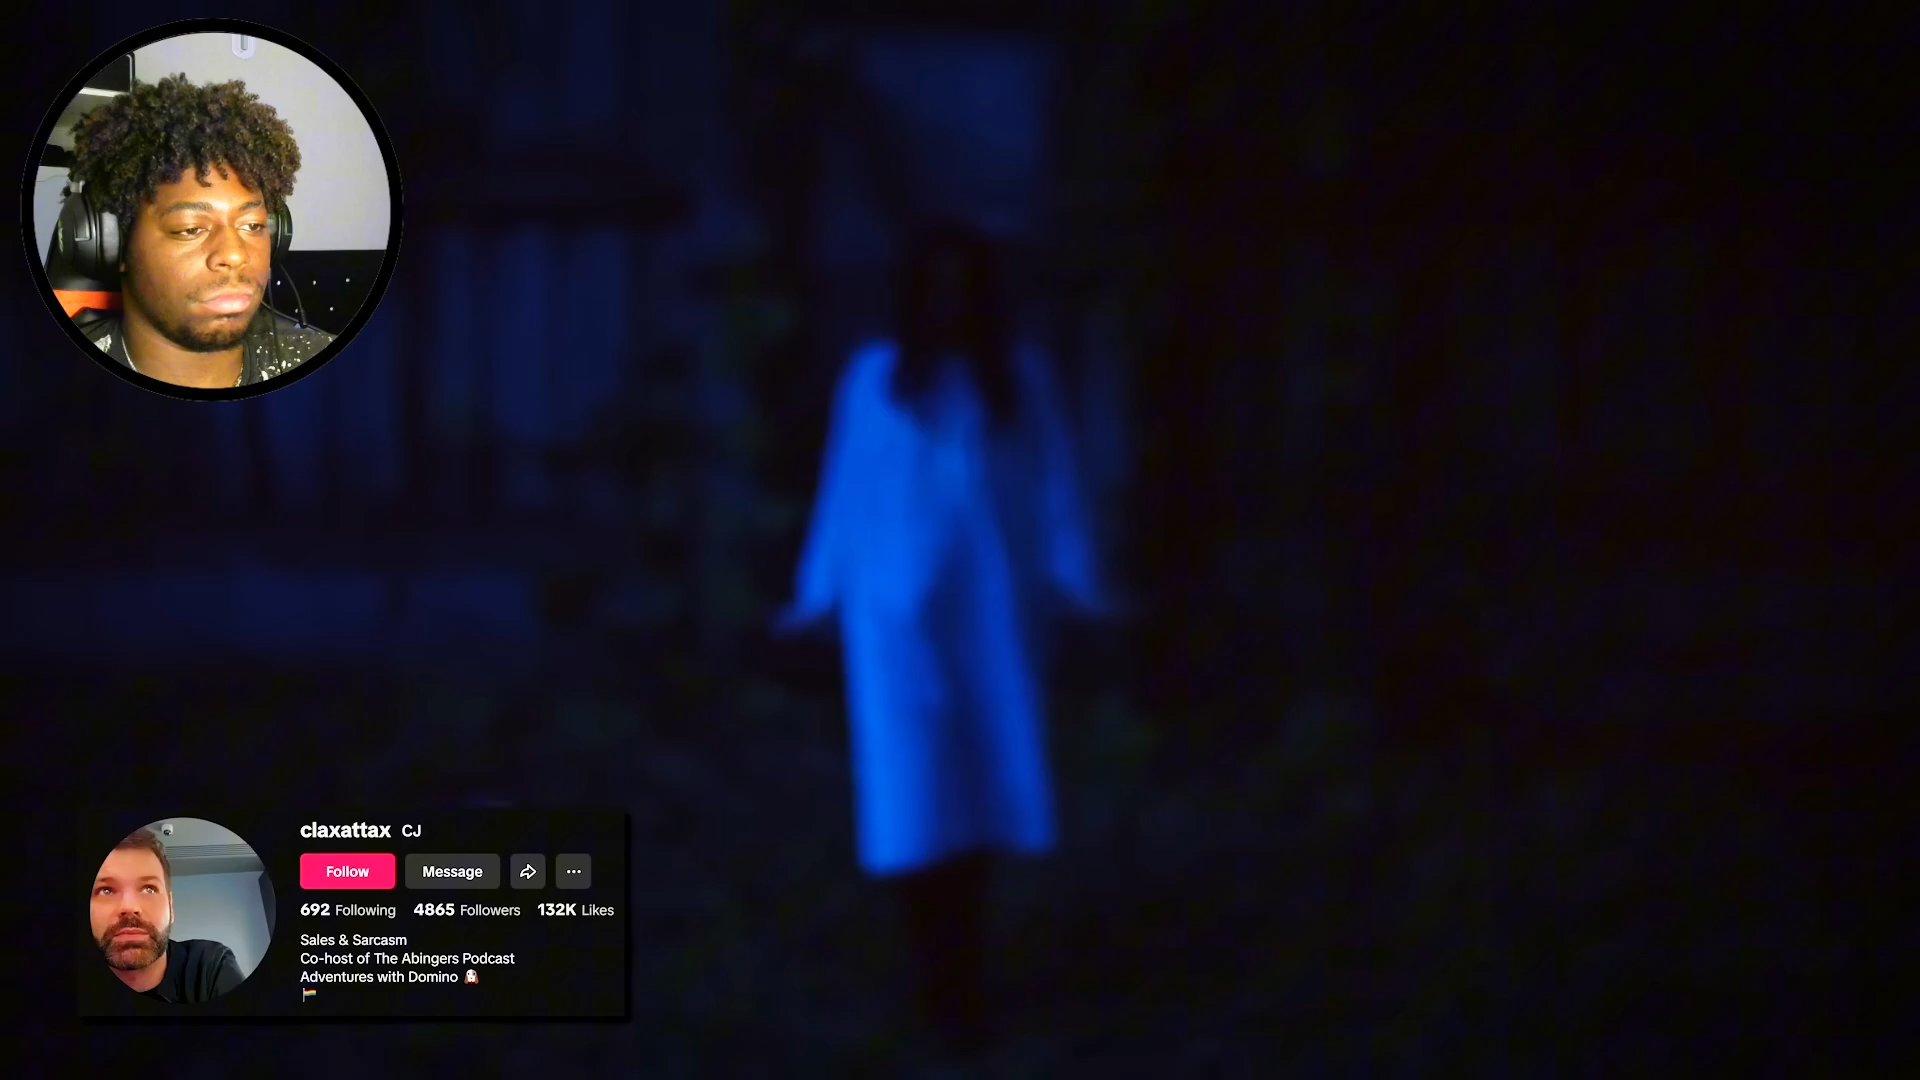 claxattax CJ
Follow Message
692 Following 4865 Followers 132K Likes
Sales & Sarcasm
Co-host of The Abingers Podcast
Adventures with Domino